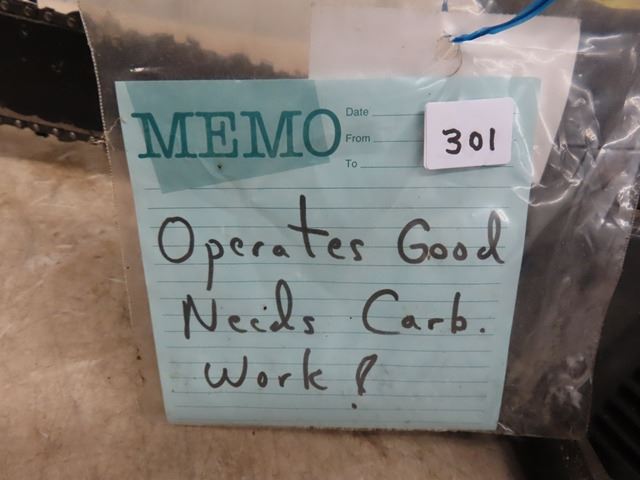 MEMO
Date
From
To
301
Operates Good
Needs Carb.
Work!